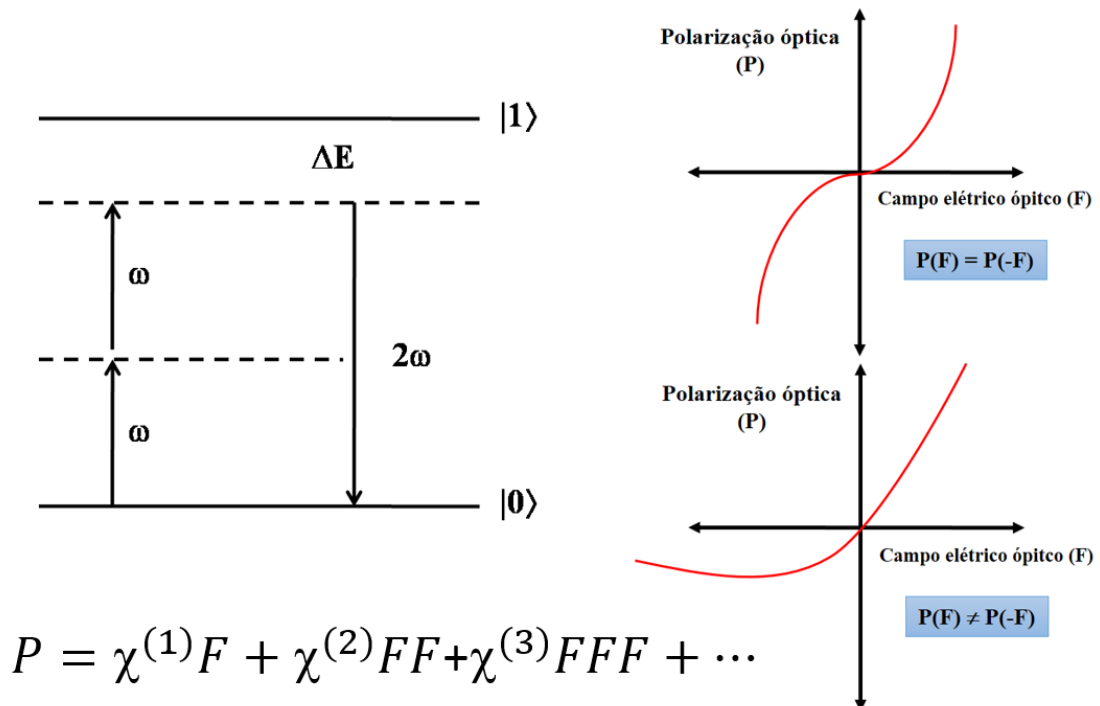 |1⟩
ΔE
ω
2ω
ω
|0⟩
P = χ⁽¹⁾F + χ⁽²⁾FF+χ⁽³⁾FFF + ⋯
Polarização óptica
(P)
Campo elétrico ópitco (F)
P(F) = P(-F)
Polarização óptica
(P)
Campo elétrico ópitco (F)
P(F) ≠ P(-F)